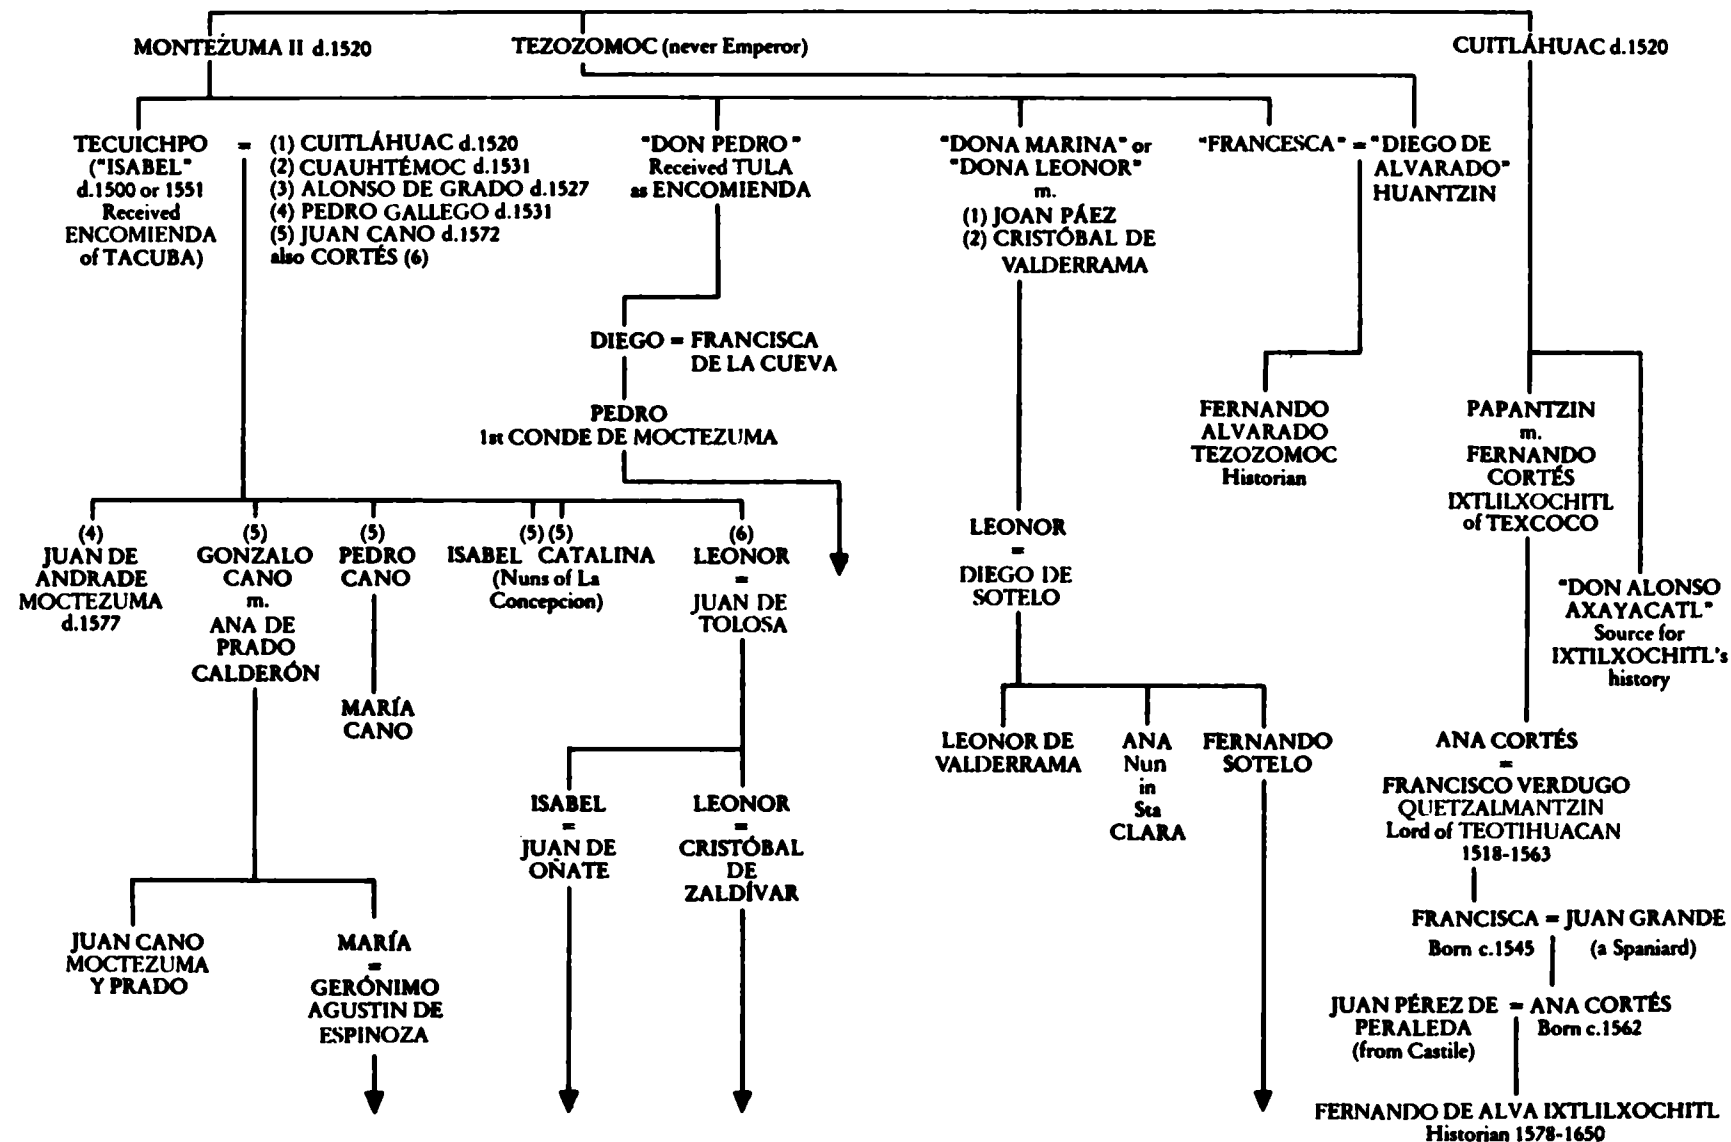 MONTEZUMA II d.1520
TEZOZOMOC (never Emperor)
CUITLÁHUAC d.1520
TECUICHPO
("ISABEL"
d.1500 or 1551
Received
ENCOMIENDA
of TACUBA)
=
(1) CUITLÁHUAC d.1520
(2) CUAUHTÉMOC d.1531
(3) ALONSO DE GRADO d.1527
(4) PEDRO GALLEGO d.1531
(5) JUAN CANO d.1572
also CORTÉS (6)
"DON PEDRO"
Received TULA
as ENCOMIENDA
"DONA MARINA" or
"DONA LEONOR"
m.
(1) JOAN PÁEZ
(2) CRISTÓBAL DE
VALDERRAMA
"FRANCESCA" = "DIEGO DE
ALVARADO"
HUANTZIN
DIEGO = FRANCISCA
DE LA CUEVA
PEDRO
1st CONDE DE MOCTEZUMA
FERNANDO
ALVARADO
TEZOZOMOC
Historian
PAPANTZIN
m.
FERNANDO
CORTÉS
IXTLILXOCHITL
of TEXCOCO
"DON ALONSO
AXAYACATL"
Source for
IXTILXOCHITL's
history
(4)
JUAN DE
ANDRADE
MOCTEZUMA
d.1577
(5)
GONZALO
CANO
m.
ANA DE
PRADO
CALDERÓN
(5)
PEDRO
CANO
MARÍA
CANO
(5) (5)
ISABEL CATALINA
(Nuns of La
Concepcion)
(6)
LEONOR
=
JUAN DE
TOLOSA
LEONOR
=
DIEGO DE
SOTELO
LEONOR DE
VALDERRAMA
ANA
Nun
in
Sta
CLARA
FERNANDO
SOTELO
ANA CORTÉS
=
FRANCISCO VERDUGO
QUETZALMANTZIN
Lord of TEOTIHUACAN
1518-1563
ISABEL
=
JUAN DE
OÑATE
LEONOR
=
CRISTÓBAL
DE
ZALDÍVAR
JUAN CANO
MOCTEZUMA
Y PRADO
MARÍA
=
GERÓNIMO
AGUSTIN DE
ESPINOZA
FRANCISCA = JUAN GRANDE
Born c.1545 (a Spaniard)
JUAN PÉREZ DE = ANA CORTÉS
PERALEDA Born c.1562
(from Castile)
FERNANDO DE ALVA IXTLILXOCHITL
Historian 1578-1650